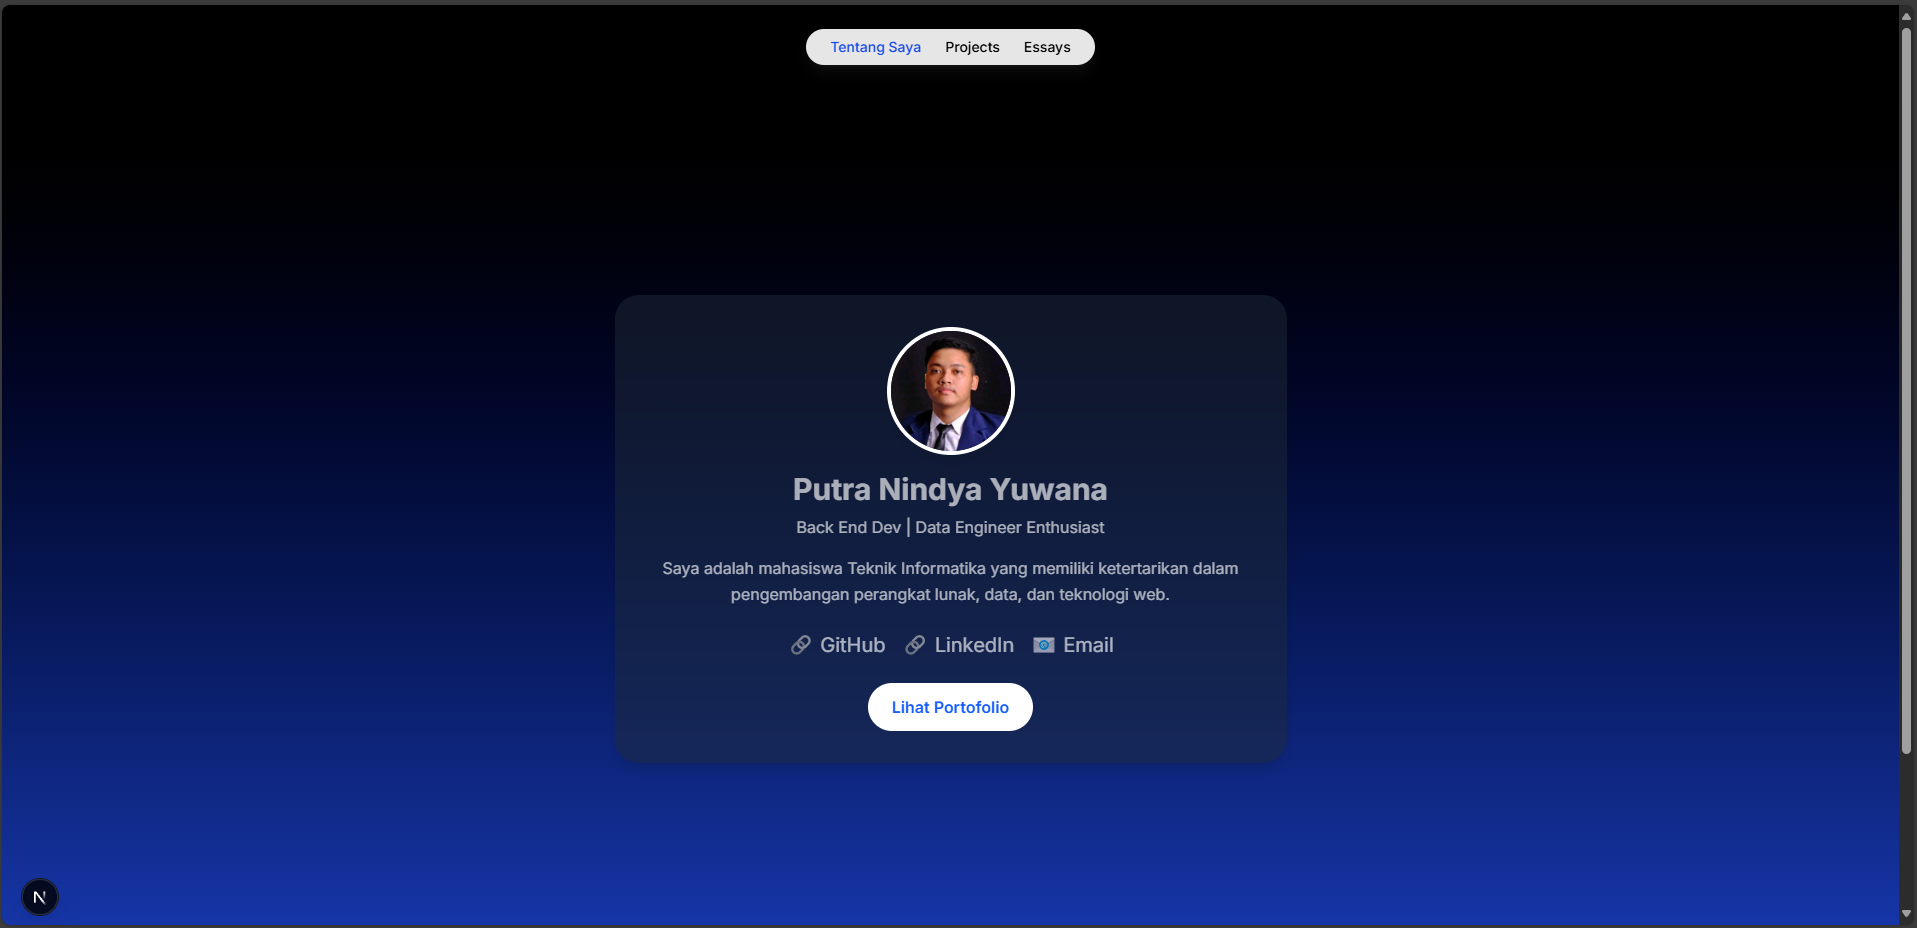 Tentang Saya Projects Essays
Putra Nindya Yuwana
Back End Dev | Data Engineer Enthusiast
Saya adalah mahasiswa Teknik Informatika yang memiliki ketertarikan dalam
pengembangan perangkat lunak, data, dan teknologi web.
🔗 GitHub 🔗 LinkedIn 📧 Email
Lihat Portofolio
N